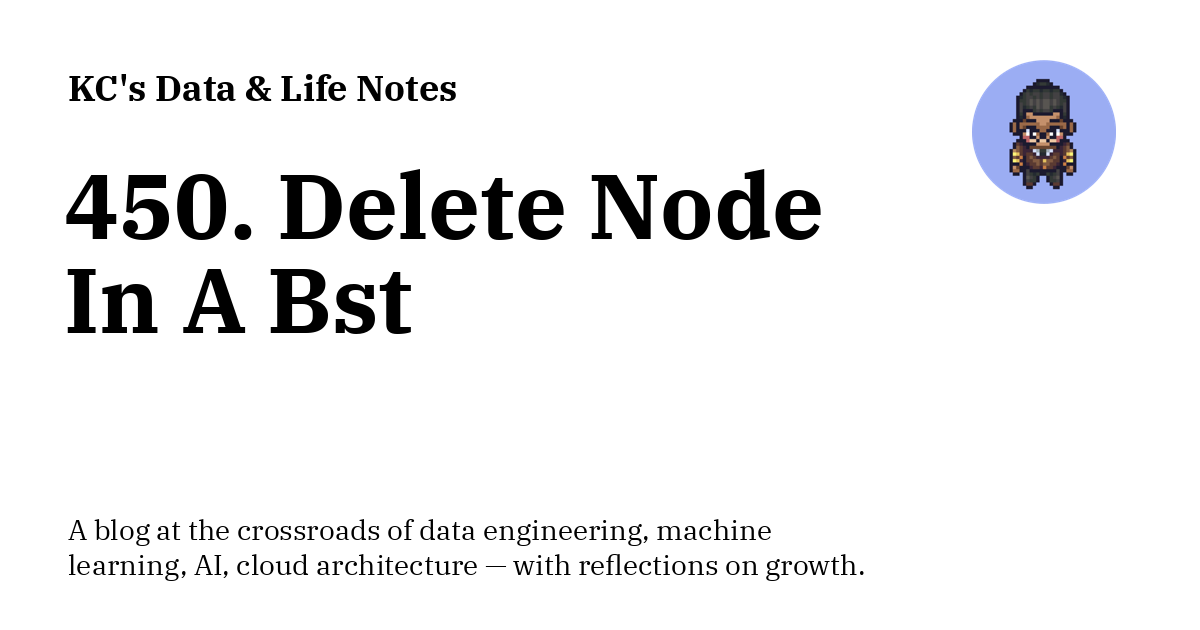 KC's Data & Life Notes
450. Delete Node
In A Bst
A blog at the crossroads of data engineering, machine
learning, AI, cloud architecture — with reflections on growth.